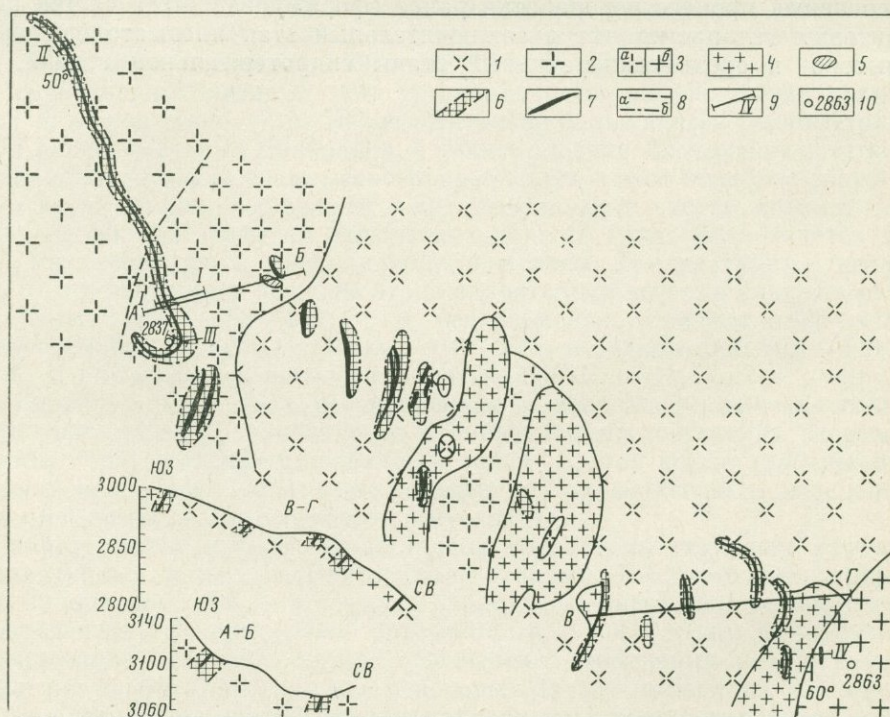 1 2 а б 3 4 5
6 7 а б 8 IV 9 °2863 10
II
50°
I
Б
А
2837
III
3000
2850
2800
ЮЗ
В-Г
СВ
3140
3100
3060
ЮЗ
А-Б
СВ
В
Г
IV
2863
60°